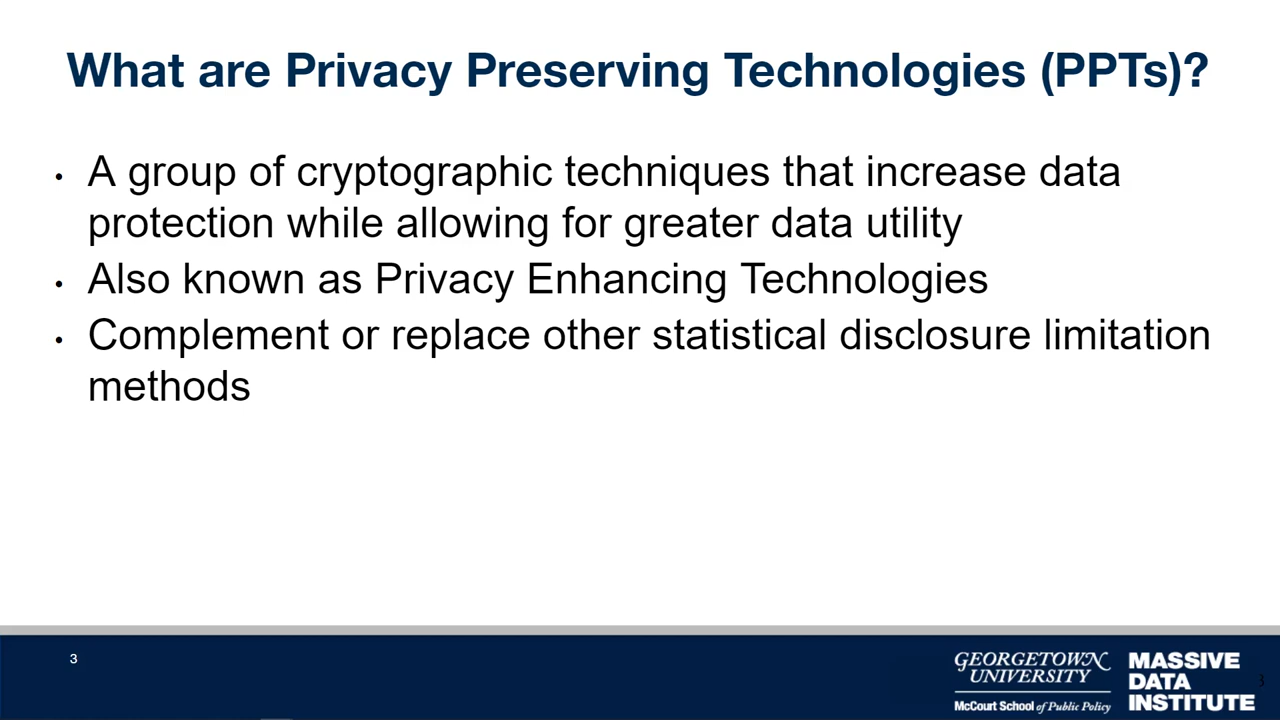 What are Privacy Preserving Technologies (PPTs)?
• A group of cryptographic techniques that increase data
protection while allowing for greater data utility
• Also known as Privacy Enhancing Technologies
• Complement or replace other statistical disclosure limitation
methods
3
GEORGETOWN
UNIVERSITY
McCourt School of Public Policy
MASSIVE
DATA
INSTITUTE
3